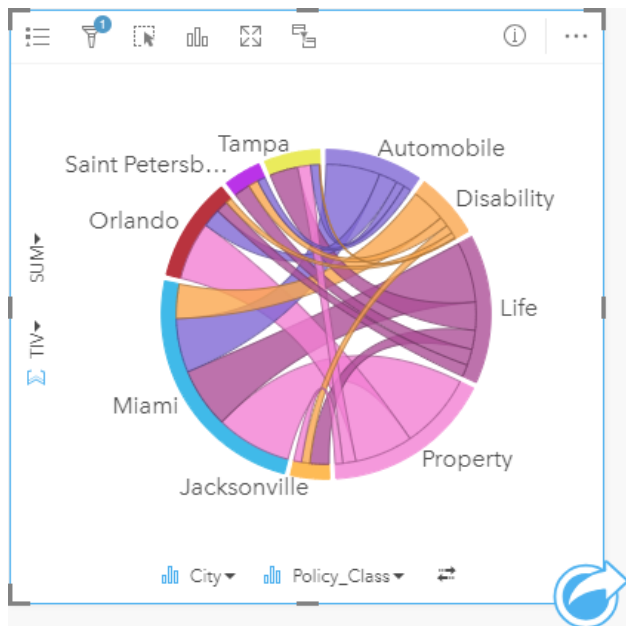 1
Tampa
Automobile
Saint Petersb...
Disability
Orlando
SUM
Life
TIV
Miami
Property
Jacksonville
City
Policy_Class